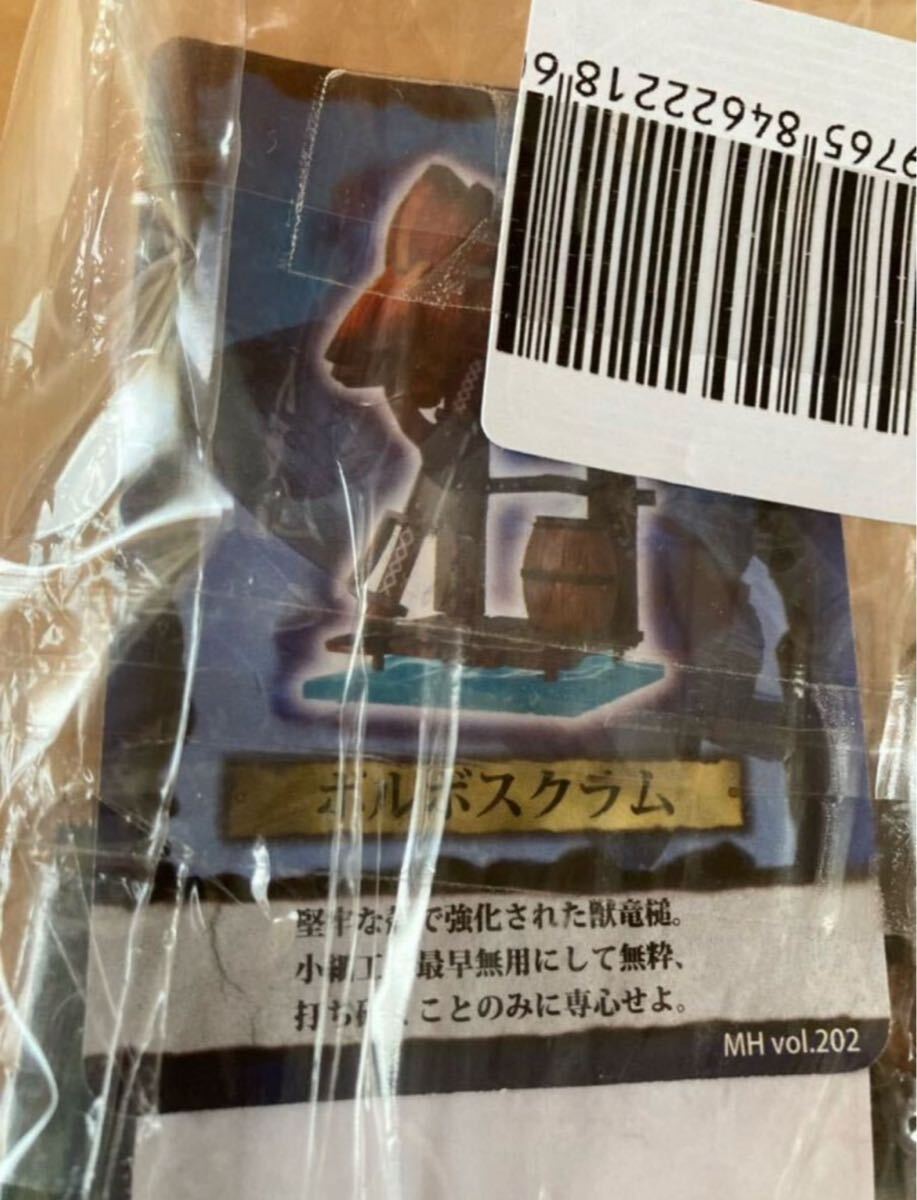 ボルボスクラム
堅牢な で強化された獣竜槌。
小細工 最早無用にして無粋、
打ち砕 ことのみに専心せよ。
MH vol.202